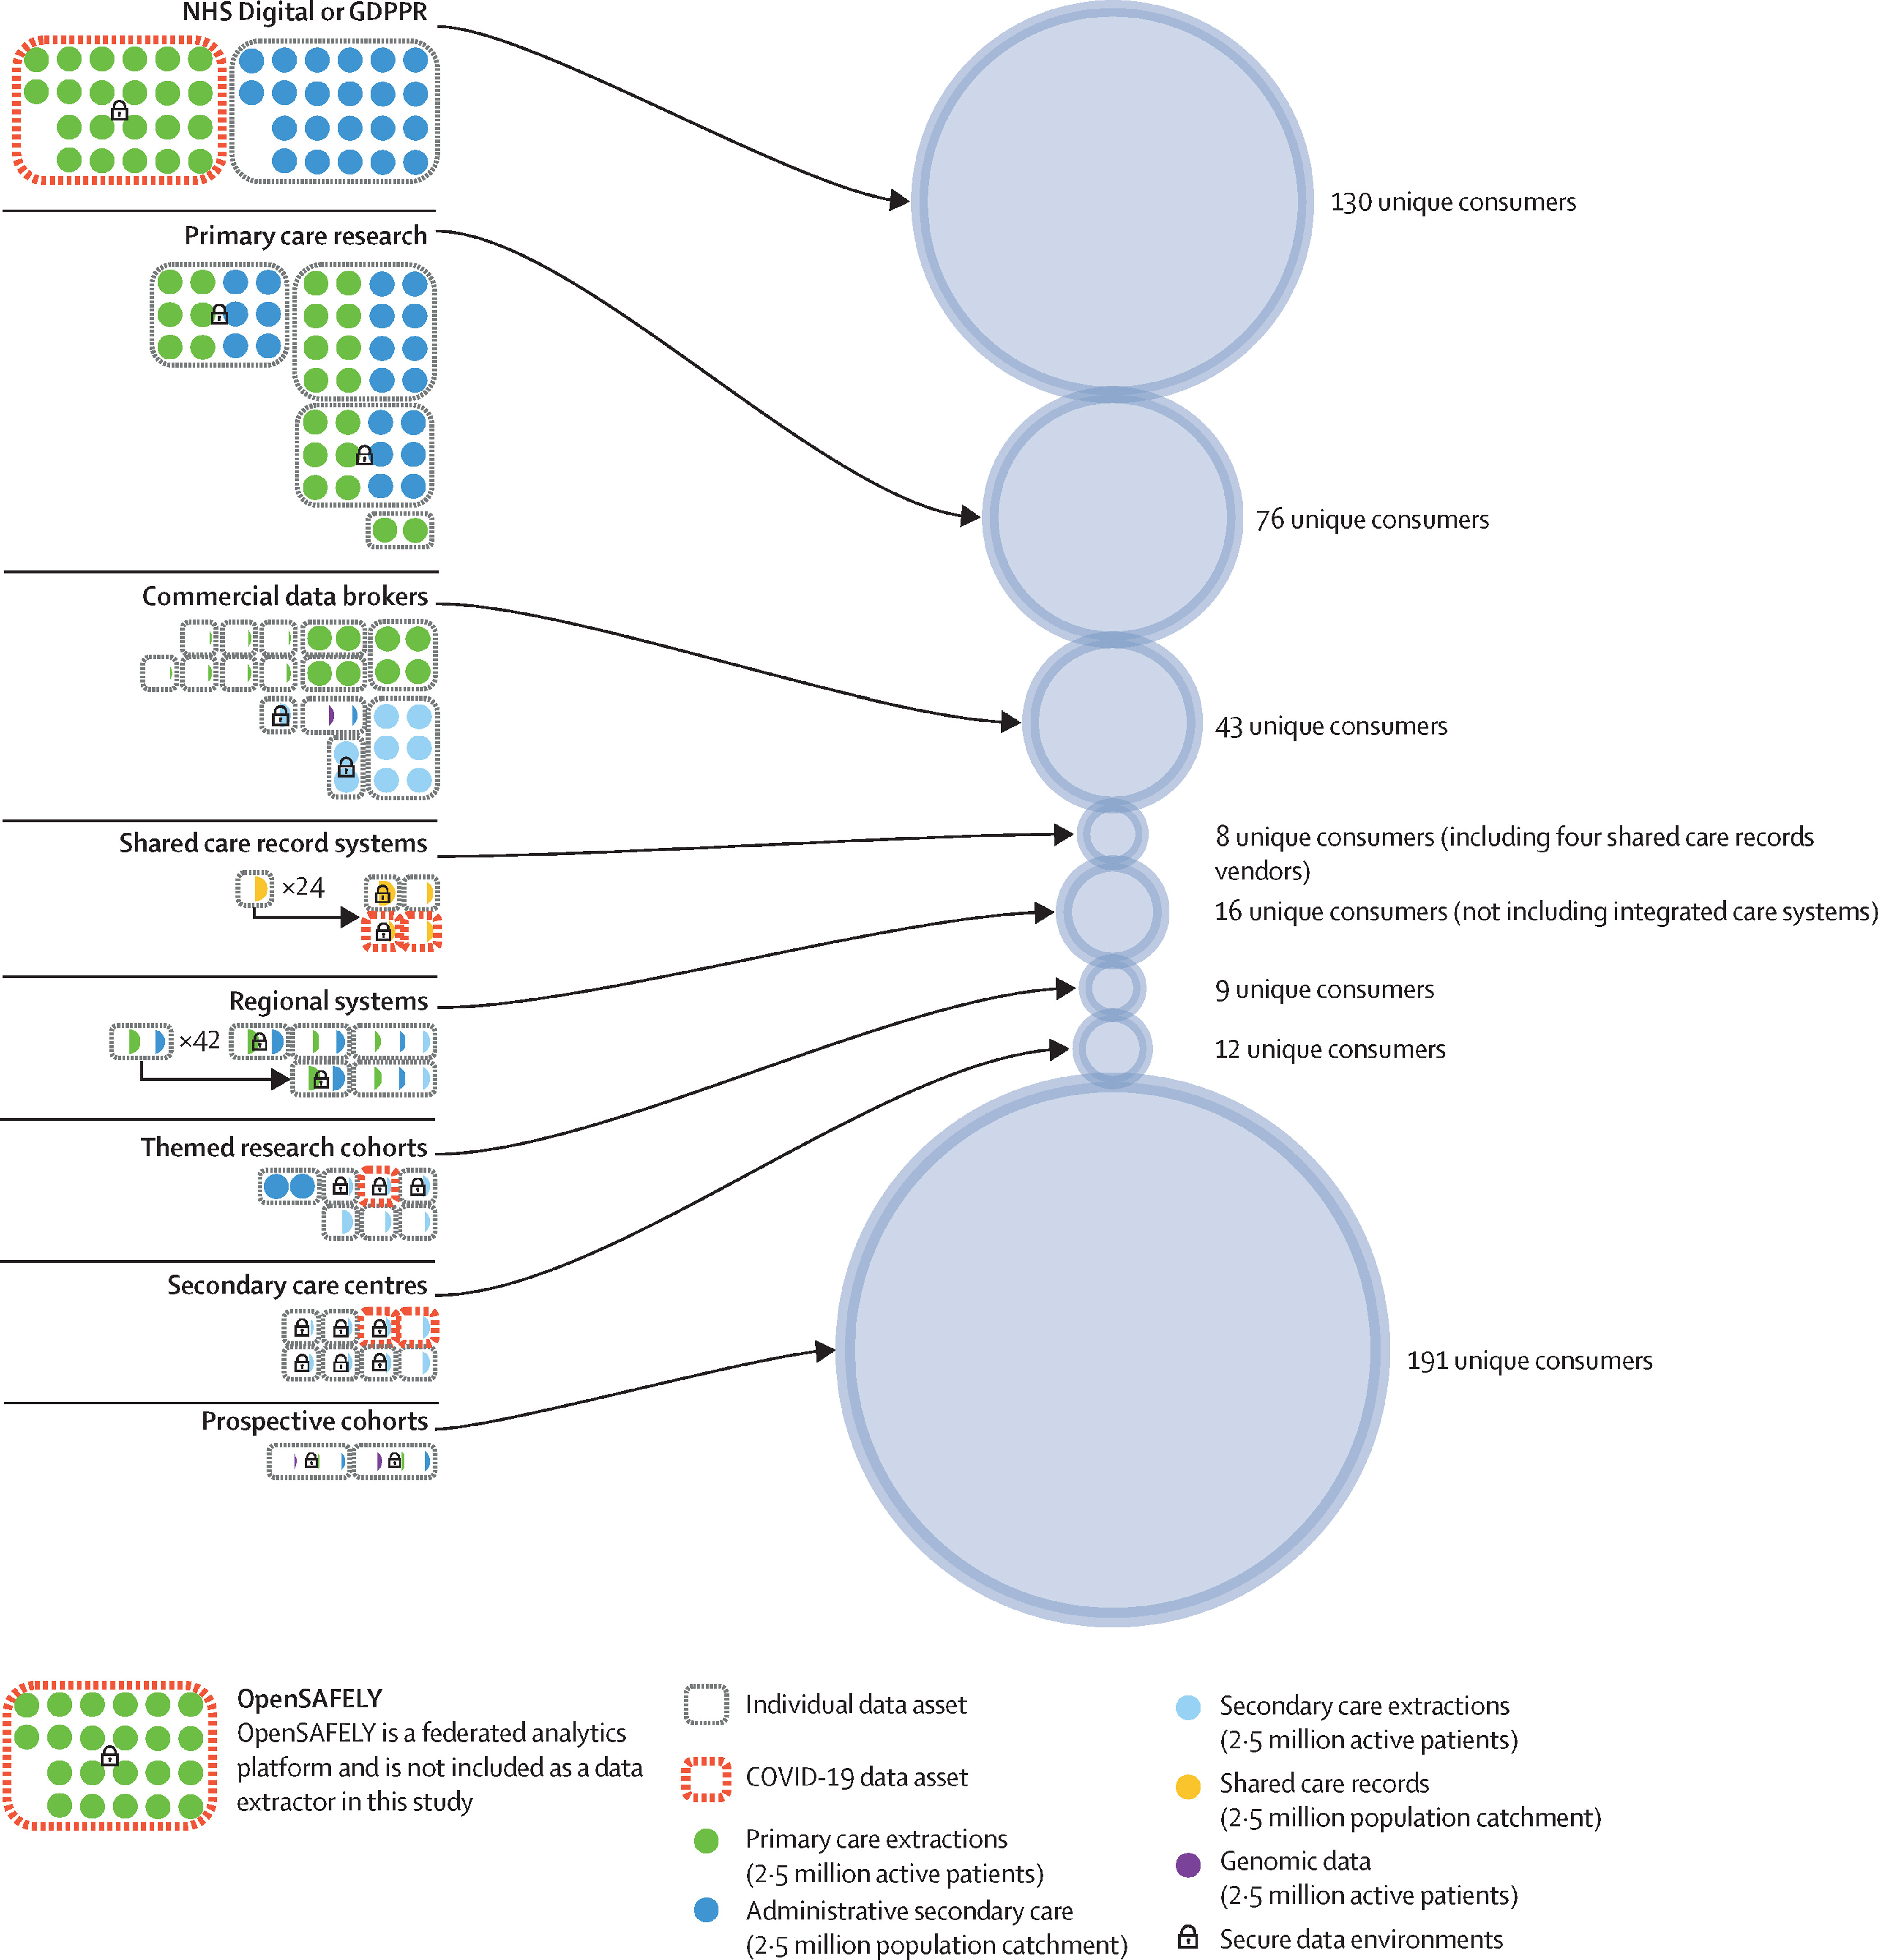 NHS Digital or GDPPR
130 unique consumers
Primary care research
76 unique consumers
Commercial data brokers
43 unique consumers
Shared care record systems
×24
8 unique consumers (including four shared care records
vendors)
16 unique consumers (not including integrated care systems)
Regional systems
×42
9 unique consumers
12 unique consumers
Themed research cohorts
Secondary care centres
191 unique consumers
Prospective cohorts
OpenSAFELY
OpenSAFELY is a federated analytics
platform and is not included as a data
extractor in this study
Individual data asset
COVID-19 data asset
Primary care extractions
(2·5 million active patients)
Administrative secondary care
(2·5 million population catchment)
Secondary care extractions
(2·5 million active patients)
Shared care records
(2·5 million population catchment)
Genomic data
(2·5 million active patients)
Secure data environments